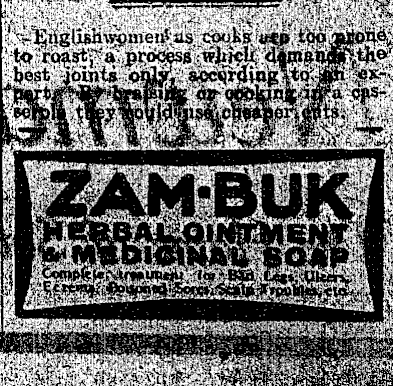 Englishwomen as cooks are too prone
to roast, a process which demands the
best joints only, according to an ex-
pert. By braising or cooking in a cas-
serole they could use cheaper cuts.
ZAM-BUK
HERBAL OINTMENT
& MEDICINAL SOAP
Complete treatment for Bad Legs, Ulcers,
Eczema, Poisoned Sores, Scalp Troubles, etc.